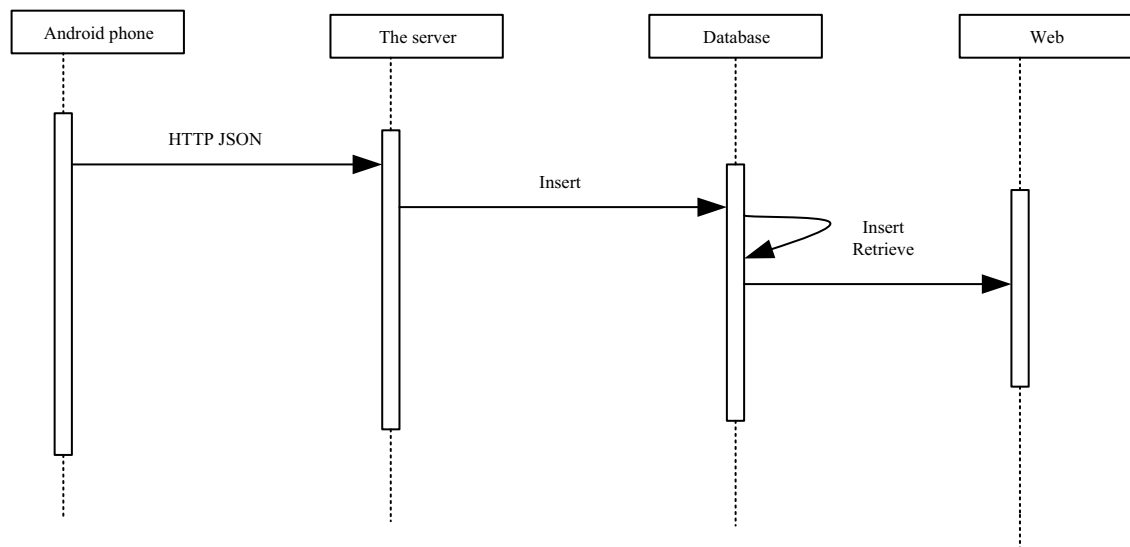 Android phone
The server
Database
Web
HTTP JSON
Insert
Insert
Retrieve